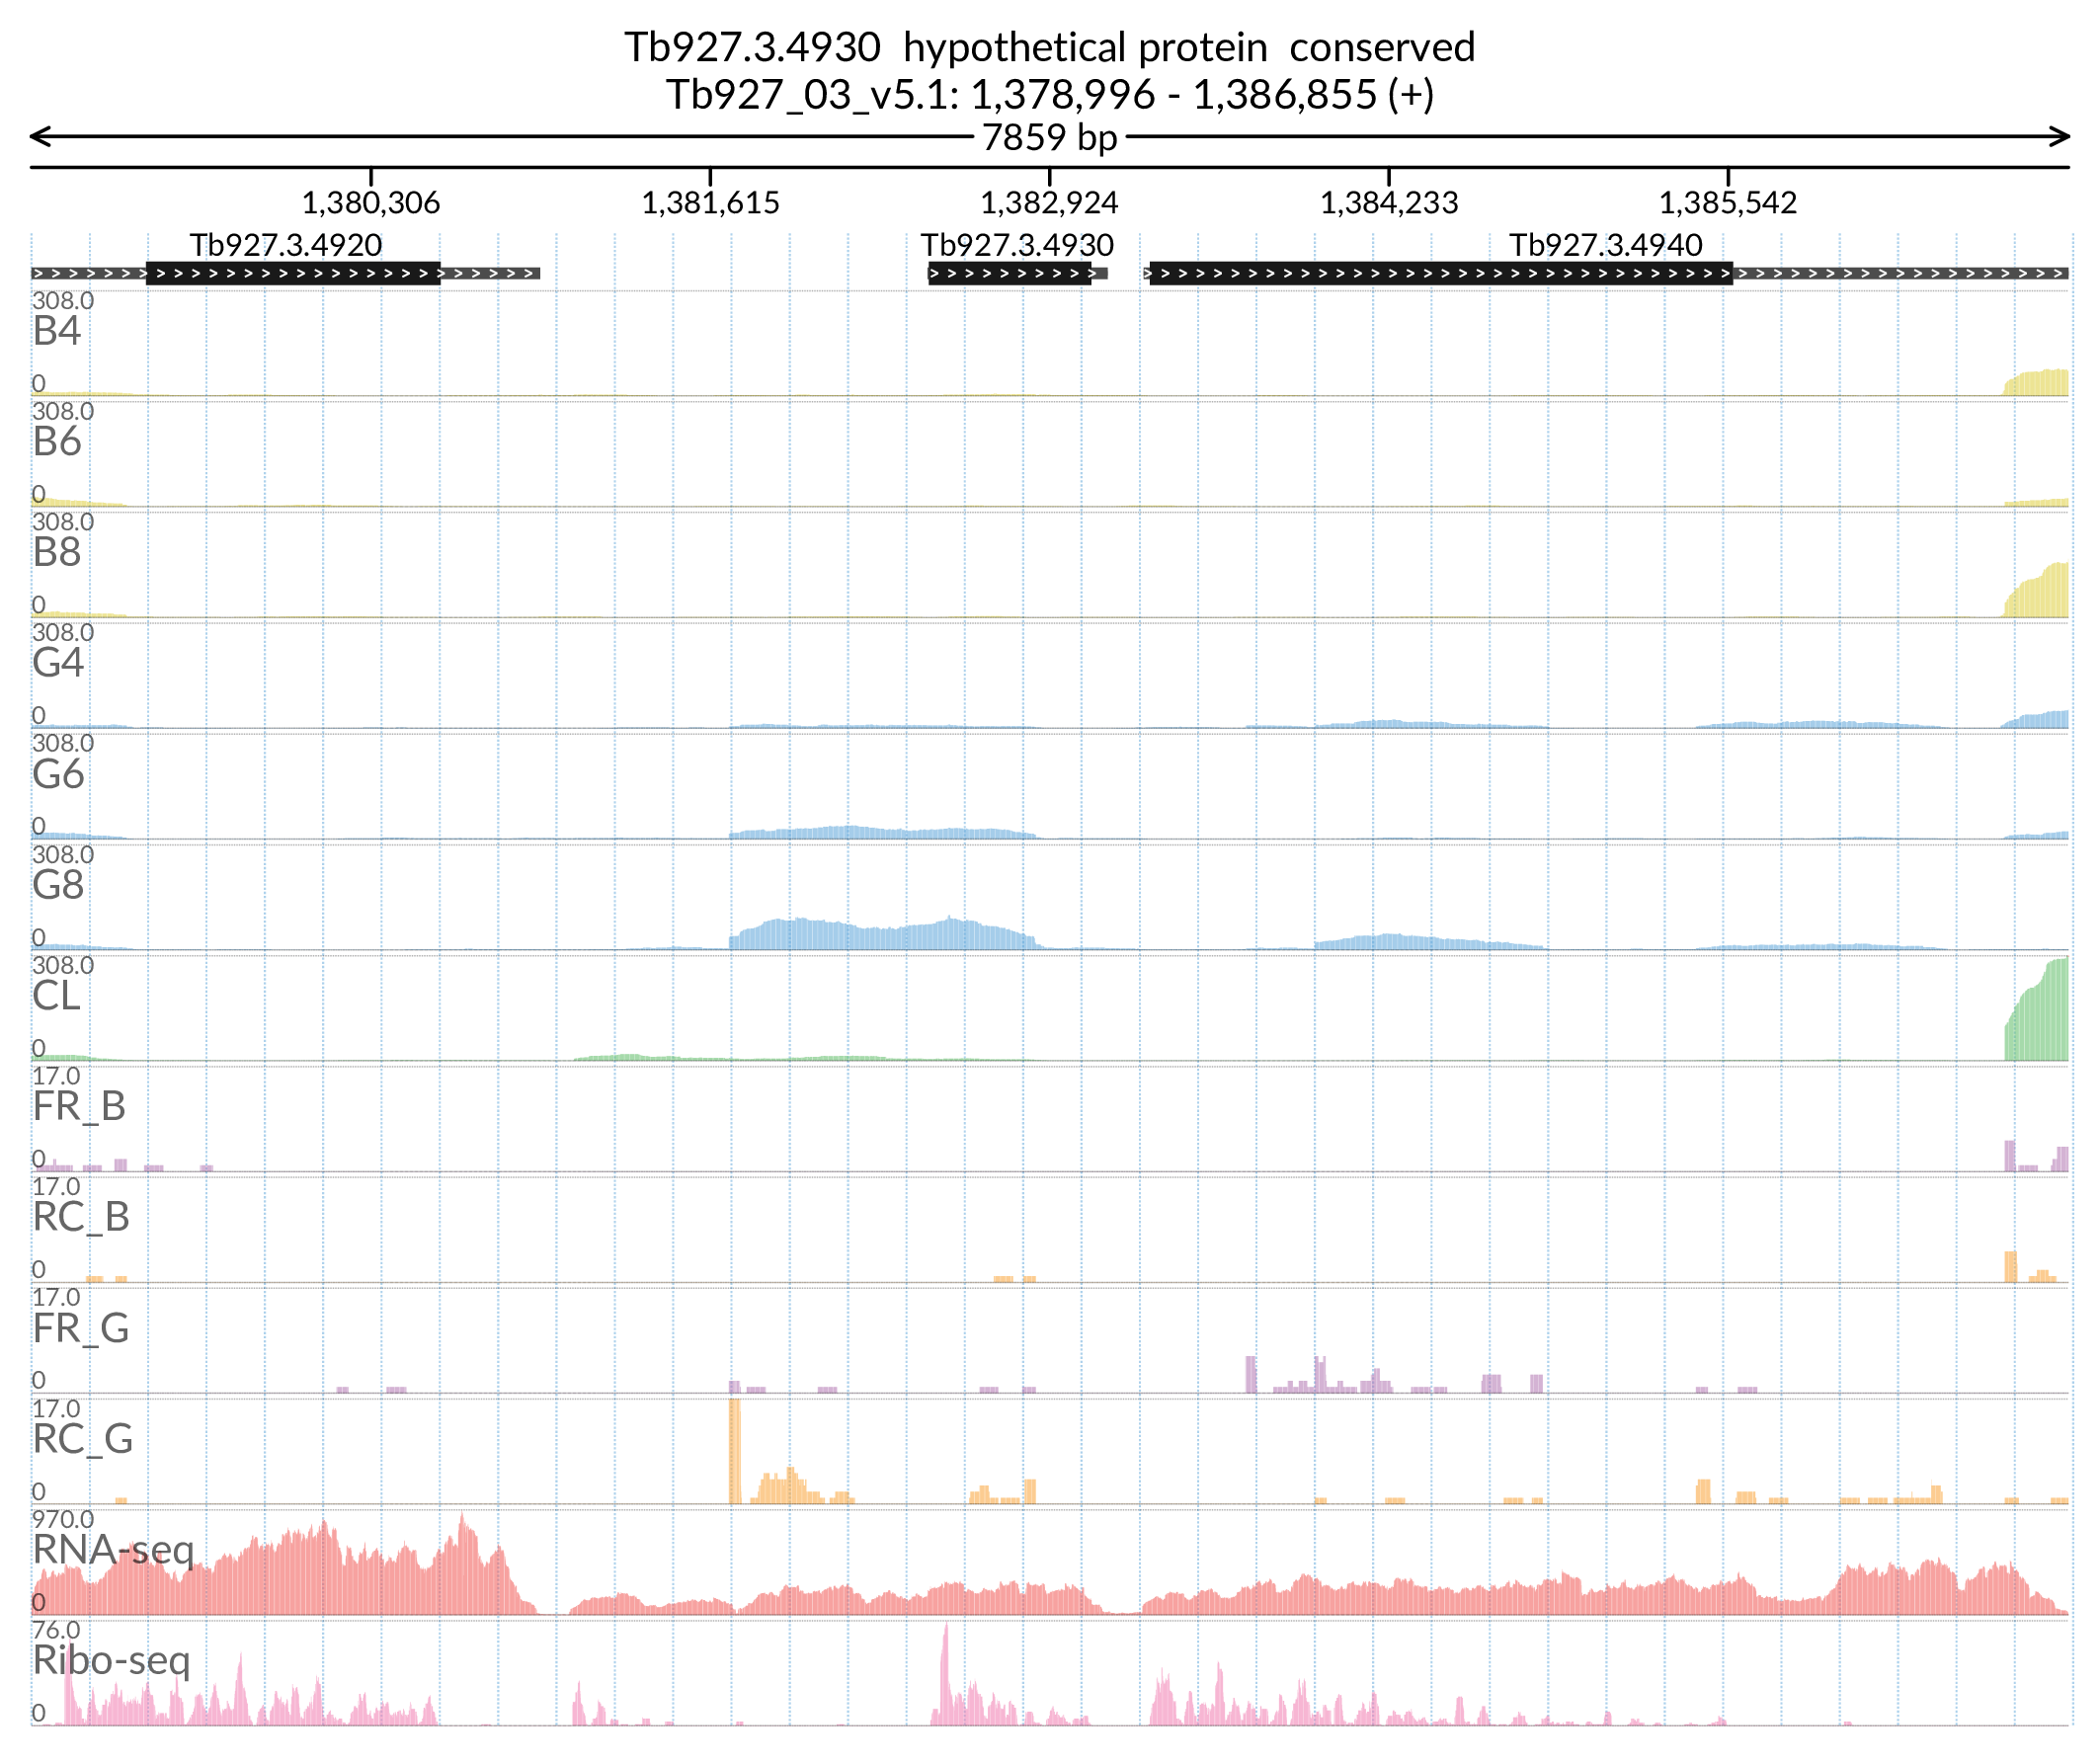 Tb927.3.4930 hypothetical protein conserved
Tb927_03_v5.1: 1,378,996 - 1,386,855 (+)
7859 bp
1,380,306 1,381,615 1,382,924 1,384,233 1,385,542
Tb927.3.4920 Tb927.3.4930 Tb927.3.4940
308.0
B4
0
308.0
B6
0
308.0
B8
0
308.0
G4
0
308.0
G6
0
308.0
G8
0
308.0
CL
0
17.0
FR_B
0
17.0
RC_B
0
17.0
FR_G
0
17.0
RC_G
0
970.0
RNA-seq
0
76.0
Ribo-seq
0